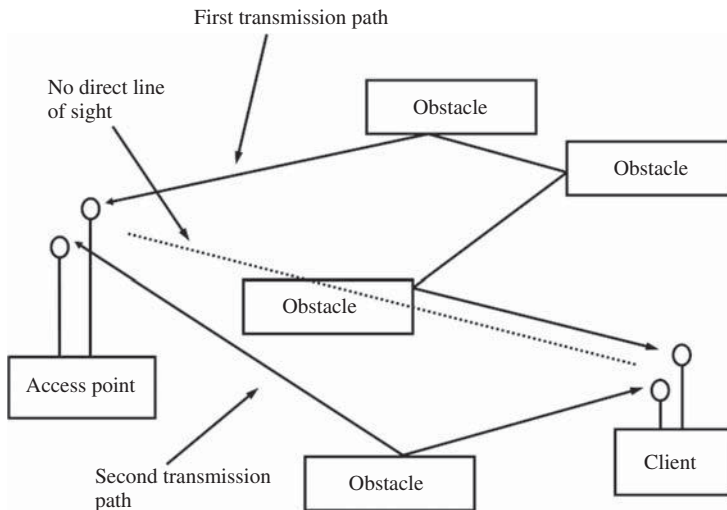 First transmission path
No direct line
of sight
Obstacle
Obstacle
Obstacle
Access point
Second transmission
path
Obstacle
Client